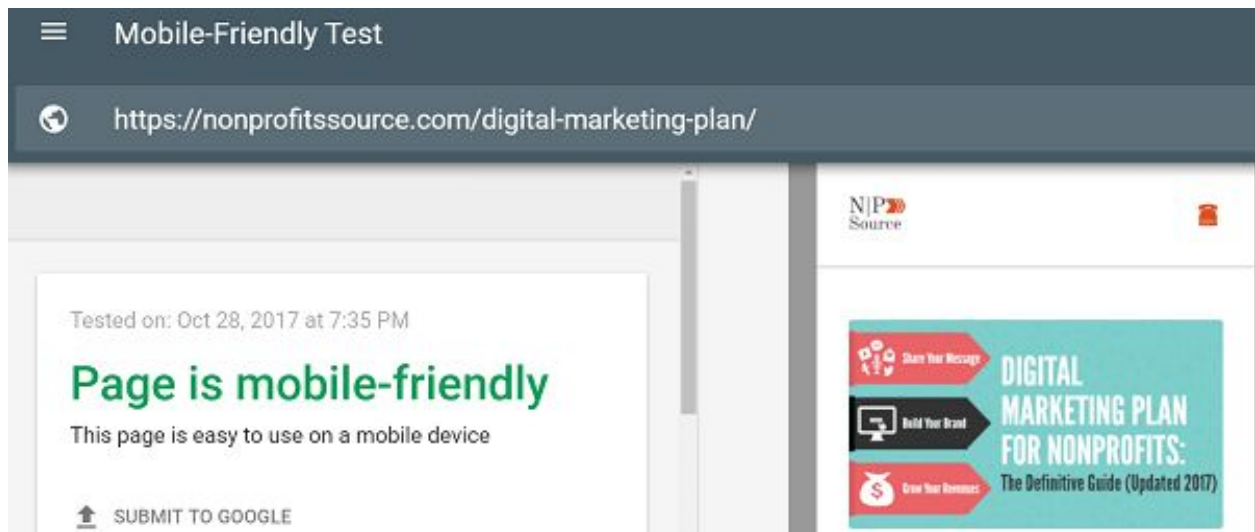 Mobile-Friendly Test
https://nonprofitssource.com/digital-marketing-plan/
Tested on: Oct 28, 2017 at 7:35 PM
Page is mobile-friendly
This page is easy to use on a mobile device
SUBMIT TO GOOGLE
N|P
Source
Share Your Message
Build Your Brand
Grow Your Revenues
DIGITAL
MARKETING PLAN
FOR NONPROFITS:
The Definitive Guide (Updated 2017)